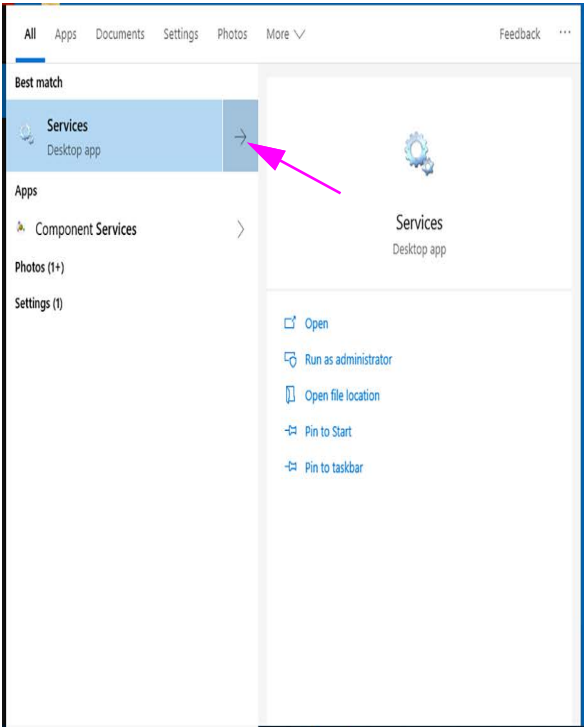 All Apps Documents Settings Photos More Feedback ...
Best match
Services
Desktop app
Apps
Component Services
Photos (1+)
Settings (1)
Services
Desktop app
Open
Run as administrator
Open file location
Pin to Start
Pin to taskbar